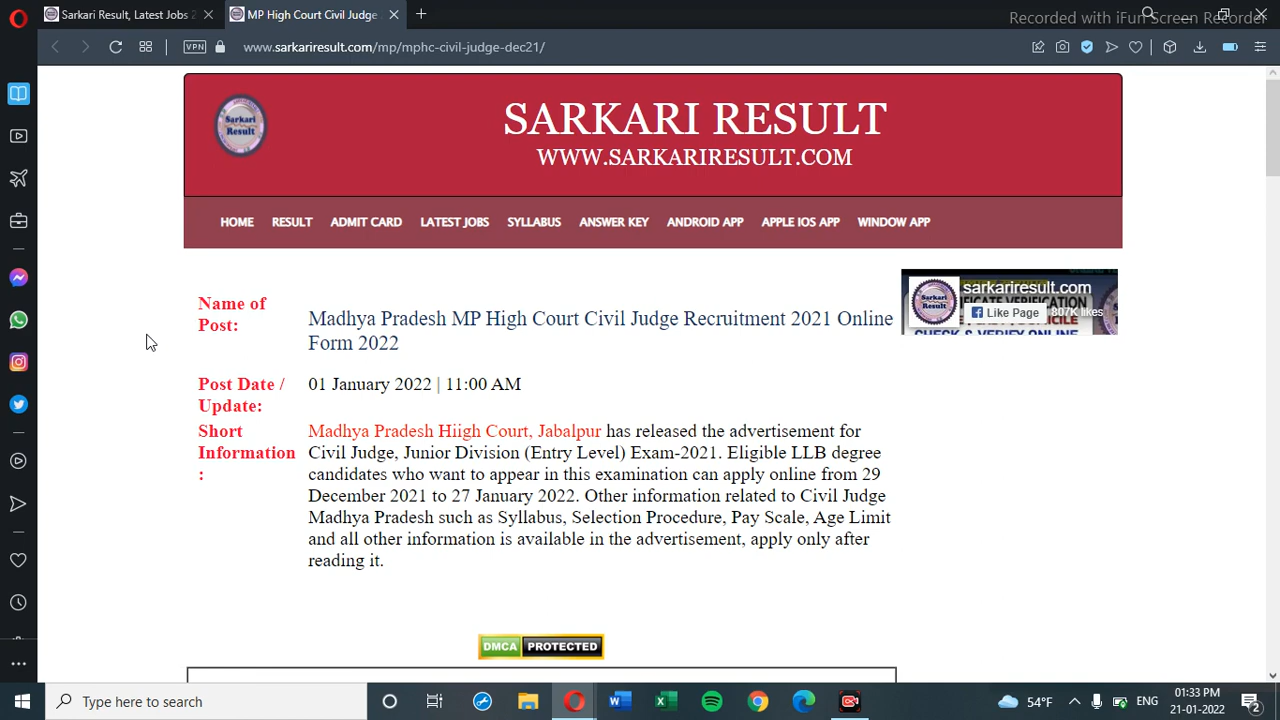 Sarkari Result, Latest Jobs 2
MP High Court Civil Judge
Recorded with iFun Screen Recorder
VPN
www.sarkariresult.com/mp/mphc-civil-judge-dec21/
Sarkari
Result
SARKARI RESULT
WWW.SARKARIRESULT.COM
HOME RESULT ADMIT CARD LATEST JOBS SYLLABUS ANSWER KEY ANDROID APP APPLE IOS APP WINDOW APP
Name of
Post:
Madhya Pradesh MP High Court Civil Judge Recruitment 2021 Online
Form 2022
sarkariresult.com
Like Page 807K likes
Post Date /
Update:
01 January 2022 | 11:00 AM
Short
Information
:
Madhya Pradesh Hiigh Court, Jabalpur has released the advertisement for
Civil Judge, Junior Division (Entry Level) Exam-2021. Eligible LLB degree
candidates who want to appear in this examination can apply online from 29
December 2021 to 27 January 2022. Other information related to Civil Judge
Madhya Pradesh such as Syllabus, Selection Procedure, Pay Scale, Age Limit
and all other information is available in the advertisement, apply only after
reading it.
DMCA PROTECTED
Type here to search
54°F
ENG
01:33 PM
21-01-2022
2